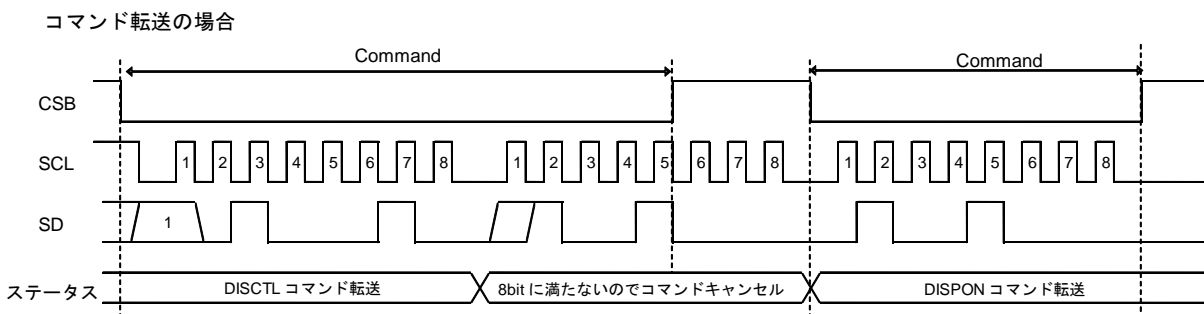 コマンド転送の場合
Command Command
CSB
SCL 1 2 3 4 5 6 7 8 1 2 3 4 5 6 7 8 1 2 3 4 5 6 7 8
SD 1
ステータス DISCTL コマンド転送 8bit に満たないのでコマンドキャンセル DISPON コマンド転送